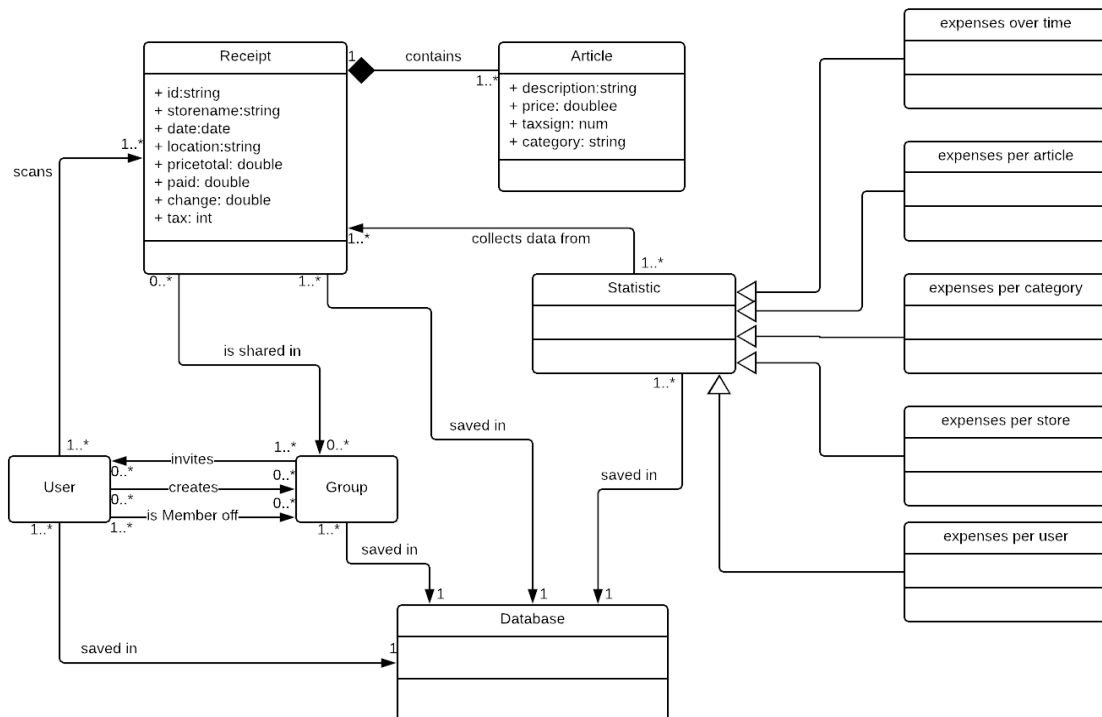 expenses over time
Receipt
1
contains
1..*
Article
+ id:string
+ storename:string
+ date:date
+ location:string
+ pricetotal: double
+ paid: double
+ change: double
+ tax: int
+ description:string
+ price: doublee
+ taxsign: num
+ category: string
expenses per article
1..*
scans
1..*
collects data from
1..*
0..*
1..*
Statistic
expenses per category
is shared in
1..*
saved in
expenses per store
1..*
0..*
1..*
invites
0..*
User
creates
Group
0..*
0..*
is Member off
0..*
1..*
1..*
1..*
saved in
saved in
expenses per user
1
1
1
Database
saved in
1